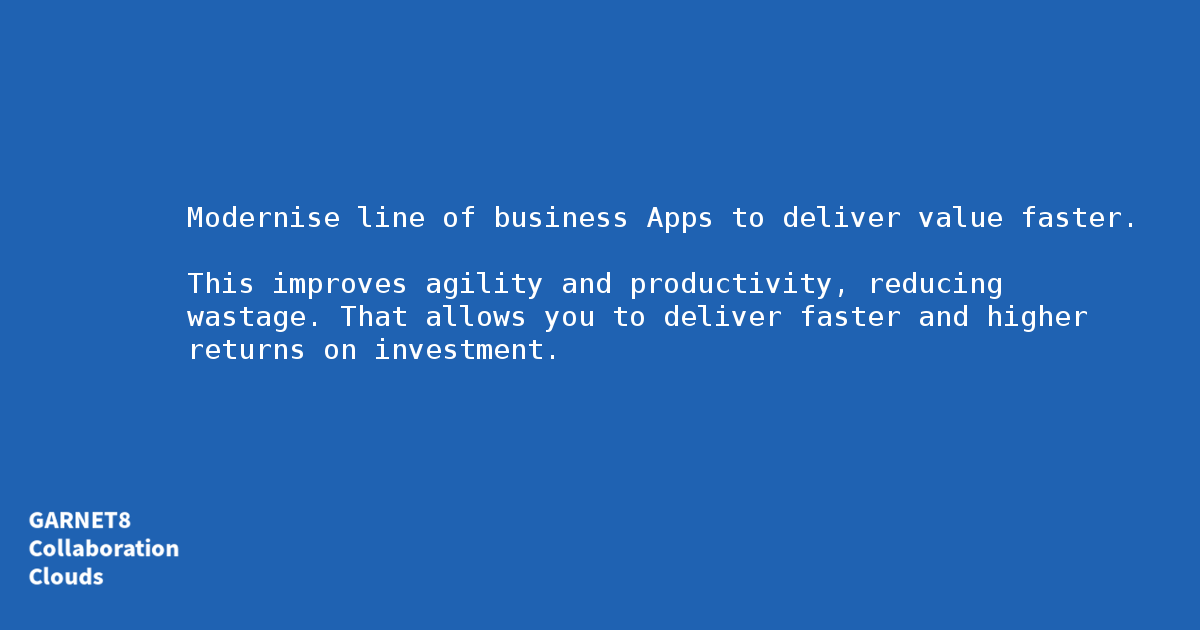 Modernise line of business Apps to deliver value faster.
This improves agility and productivity, reducing
wastage. That allows you to deliver faster and higher
returns on investment.
GARNET8
Collaboration
Clouds